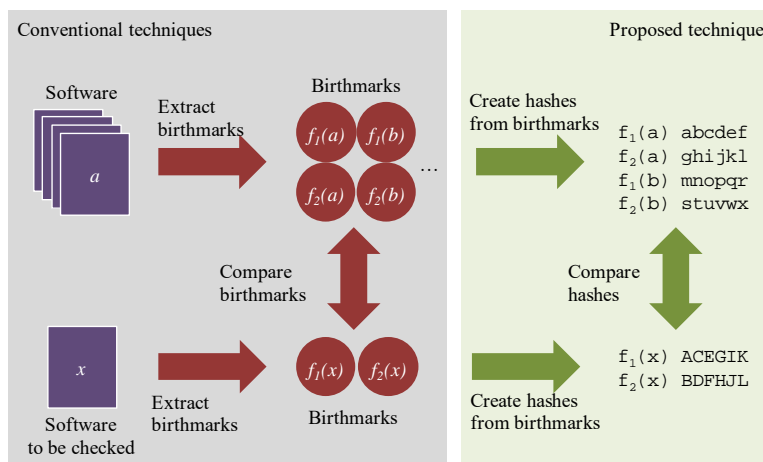 Conventional techniques
Proposed technique
Software
Extract
birthmarks
Birthmarks
Create hashes
from birthmarks
a
f1(a)
f1(b)
f2(a)
f2(b)
...
f1(a) abcdef
f2(a) ghijkl
f1(b) mnopqr
f2(b) stuvwx
Compare
birthmarks
Compare
hashes
x
f1(x)
f2(x)
f1(x) ACEGIK
f2(x) BDFHJL
Software
to be checked
Extract
birthmarks
Birthmarks
Create hashes
from birthmarks